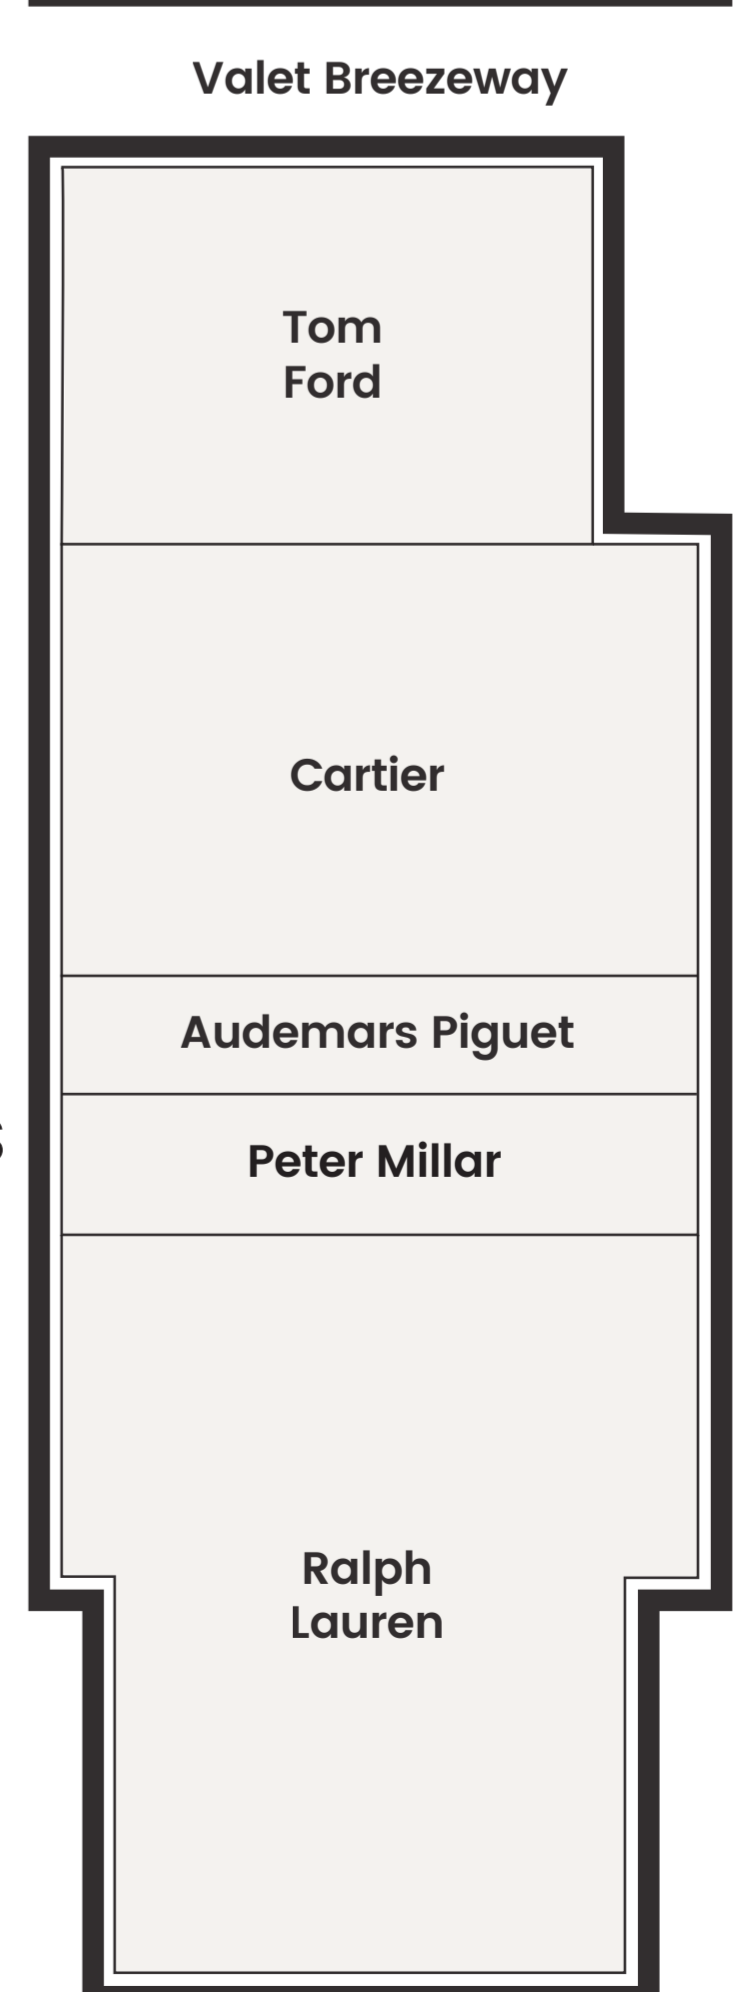 Valet Breezeway
Tom
Ford
Cartier
Audemars Piguet
Peter Millar
Ralph
Lauren